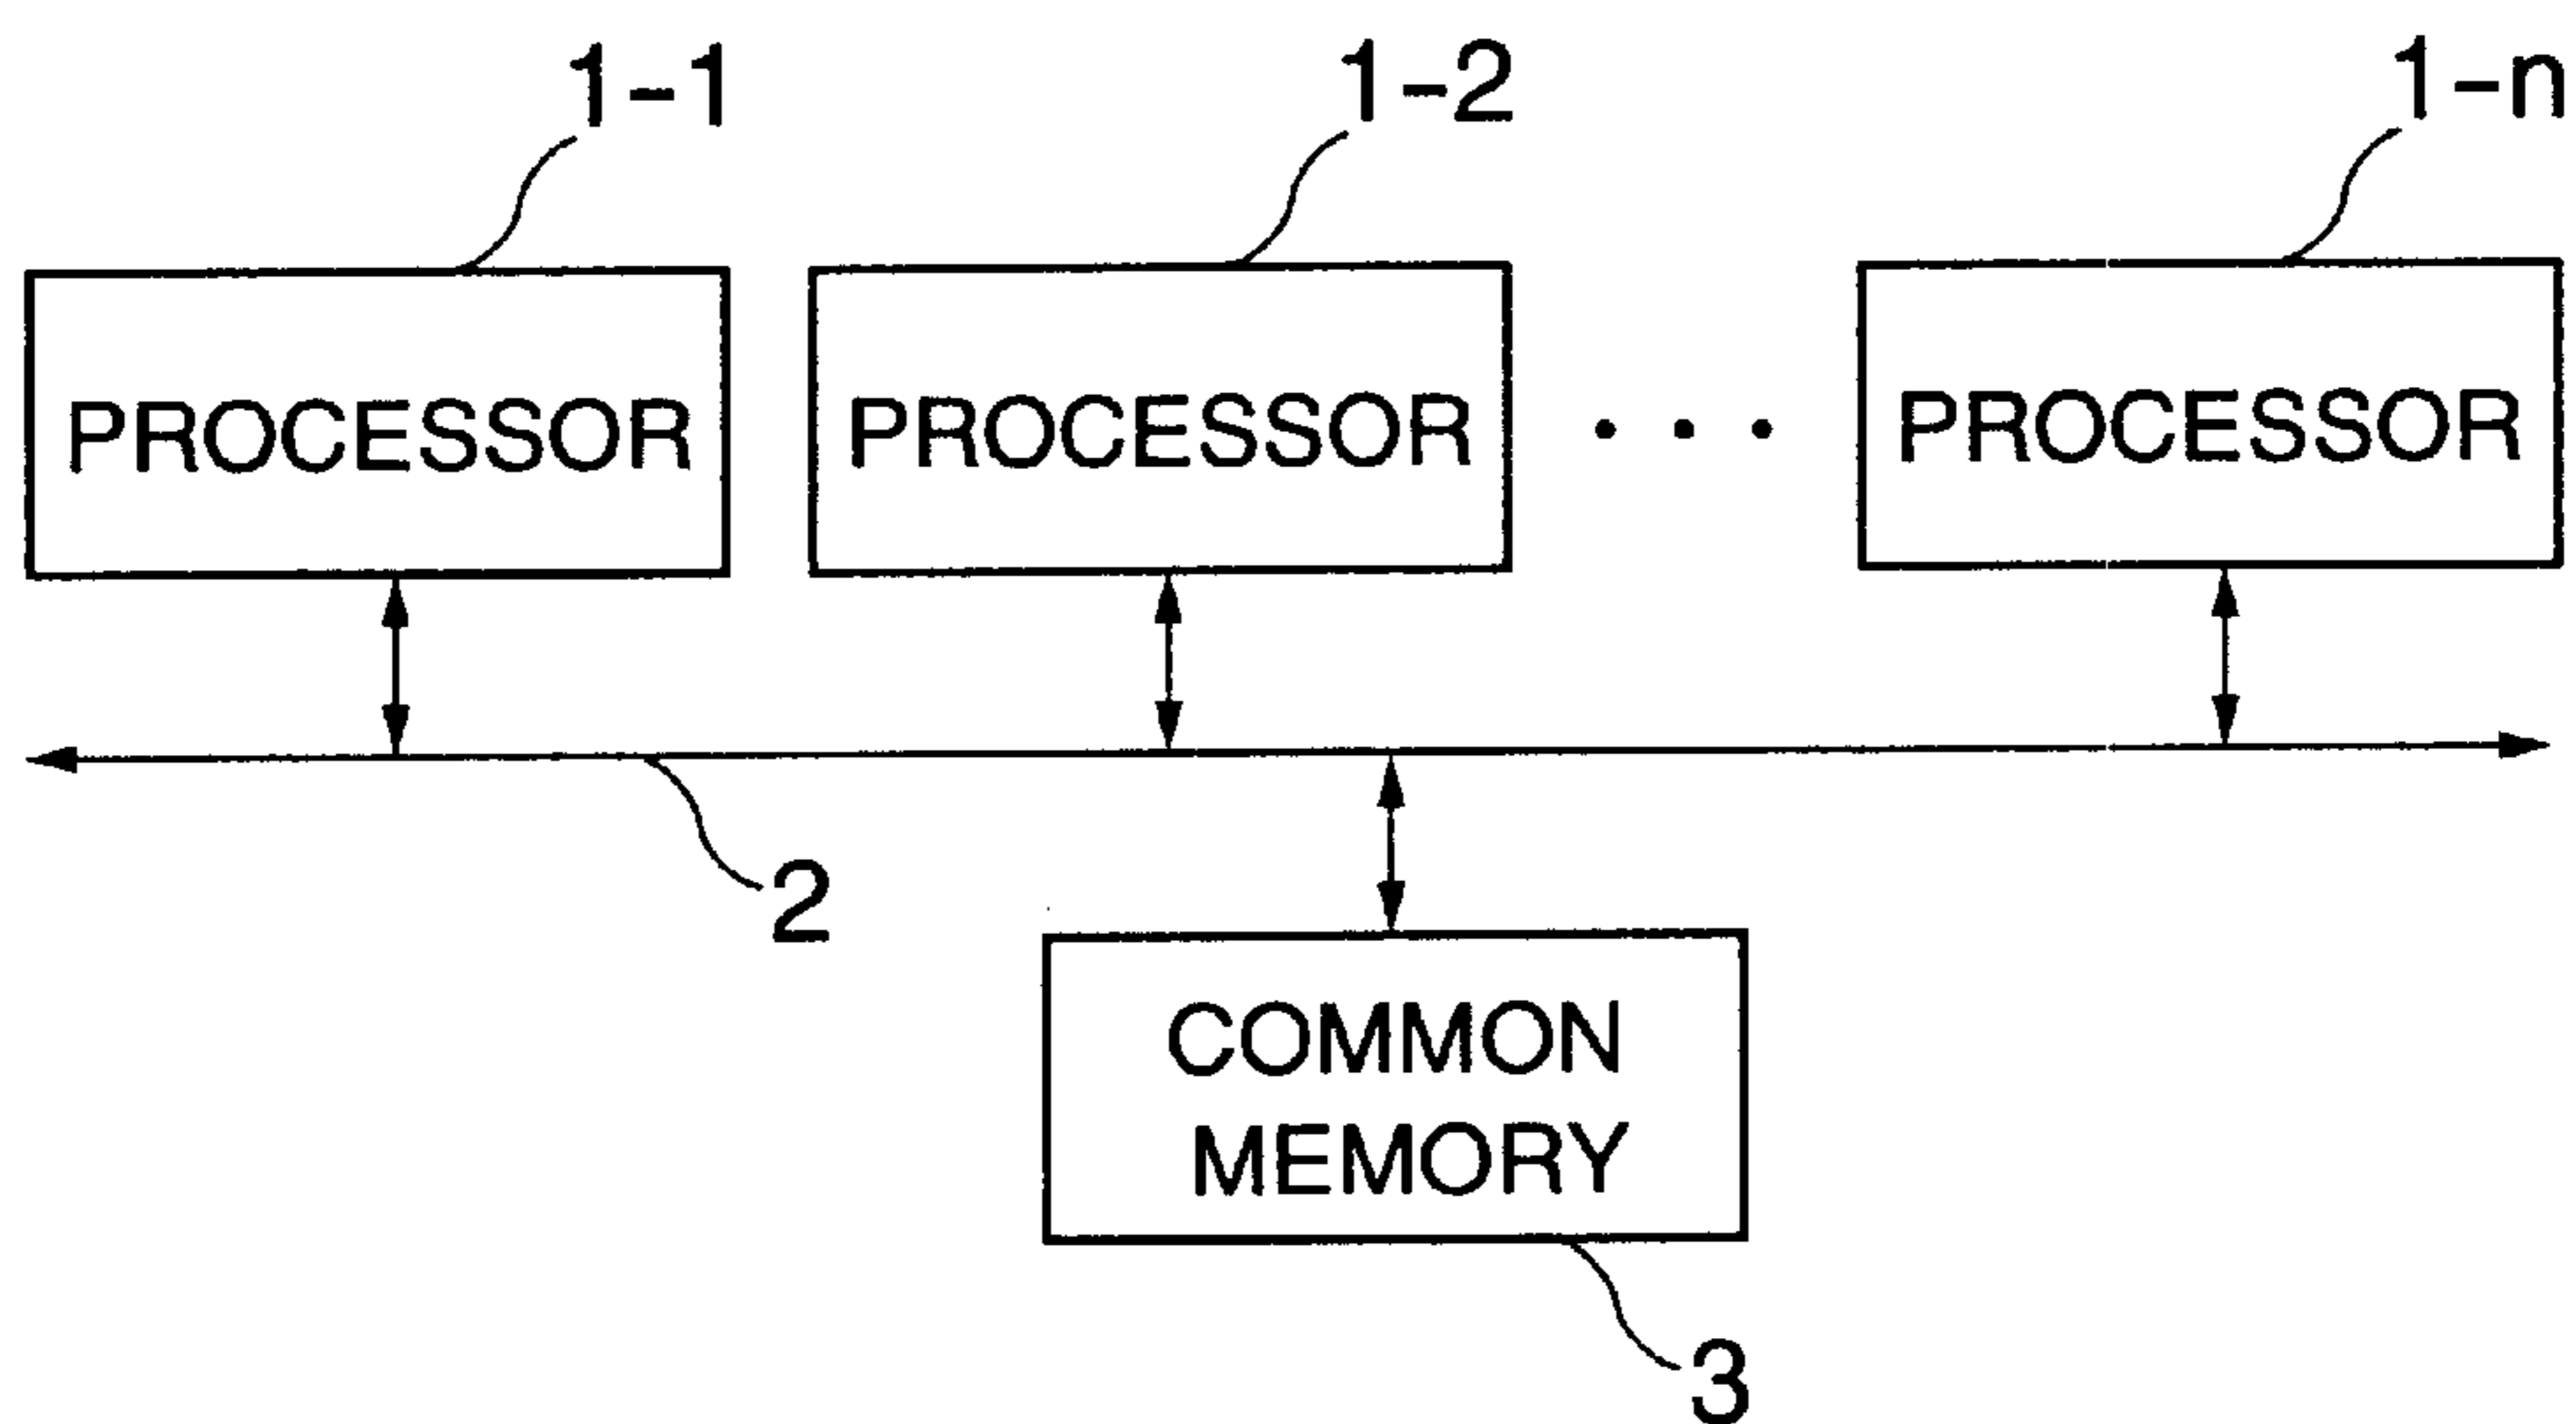 1-1
1-2
1-n
PROCESSOR
PROCESSOR
. . .
PROCESSOR
2
COMMON
MEMORY
3